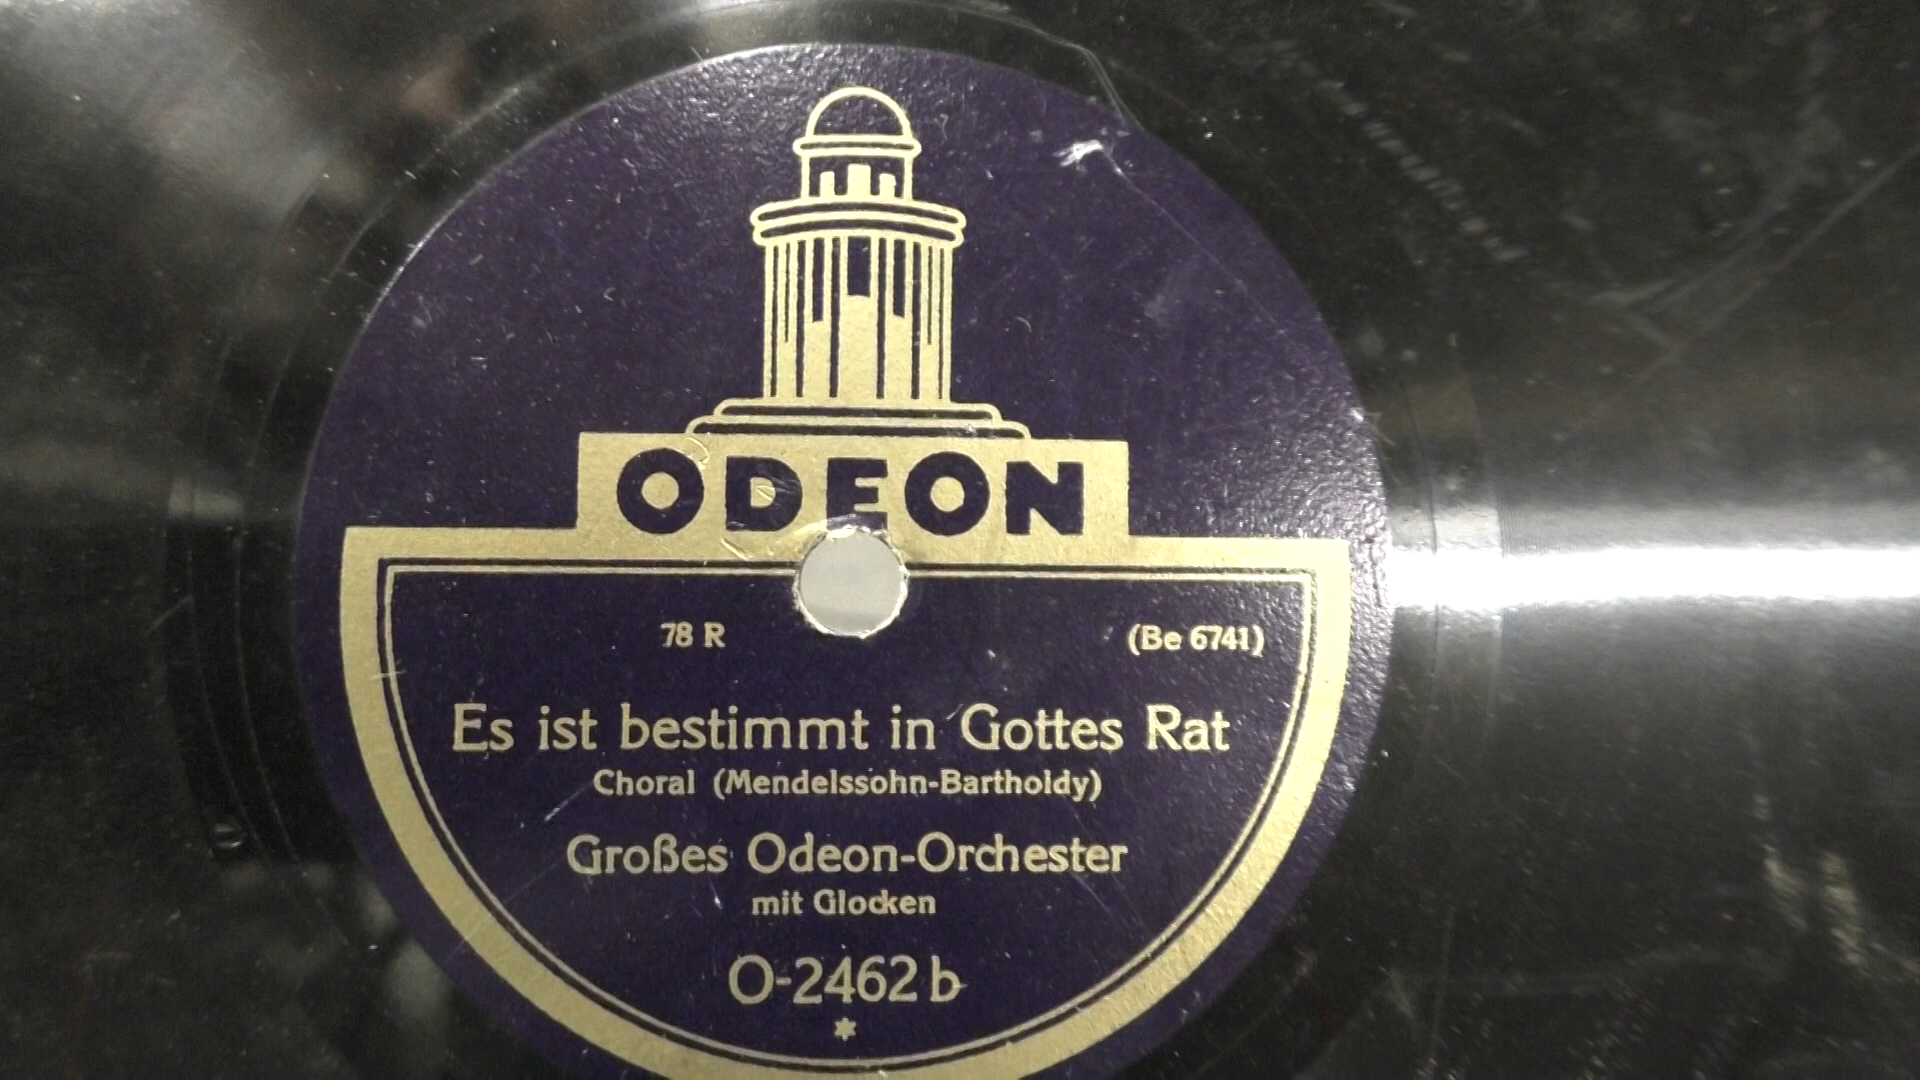 ODEON
78 R (Be 6741)
Es ist bestimmt in Gottes Rat
Choral (Mendelssohn-Bartholdy)
Großes Odeon-Orchester
mit Glocken
O-2462 b